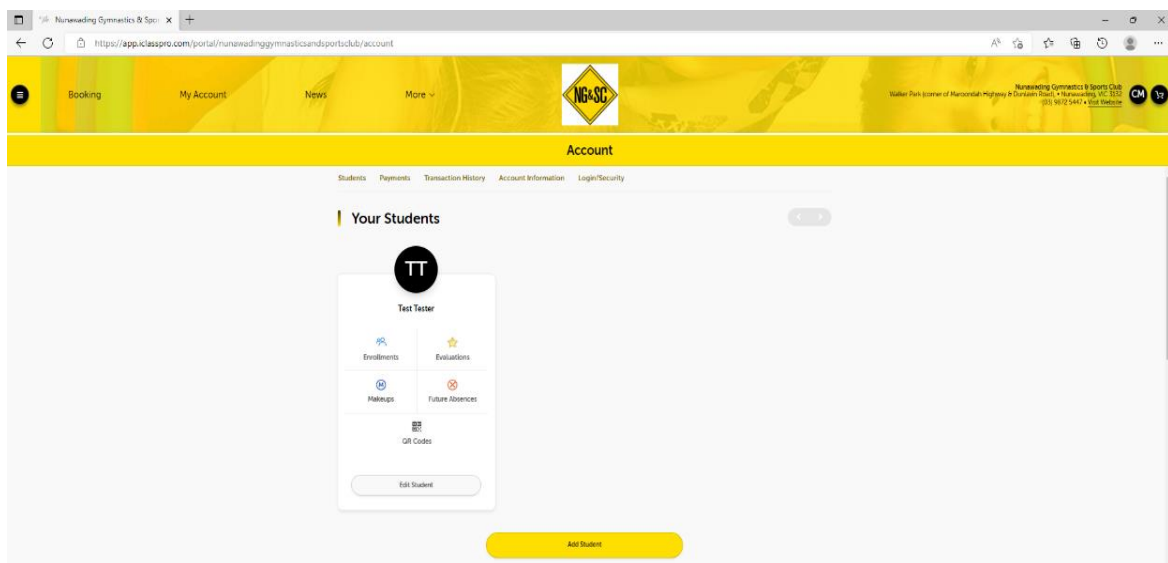 Nunawading Gymnastics & Spor
https://app.iclasspro.com/portal/nunawadinggymnasticsandsportsclub/account
Booking My Account News More
NG&SC
Nunawading Gymnastics & Sports Club
Walker Park (corner of Maroondah Highway & Dunlavin Road), • Nunawading, VIC 3132
(03) 9872 5447 • Visit Website
CM
Account
Students Payments Transaction History Account Information Login/Security
Your Students
TT
Test Tester
Enrollments Evaluations
Makeups Future Absences
QR Codes
Edit Student
Add Student